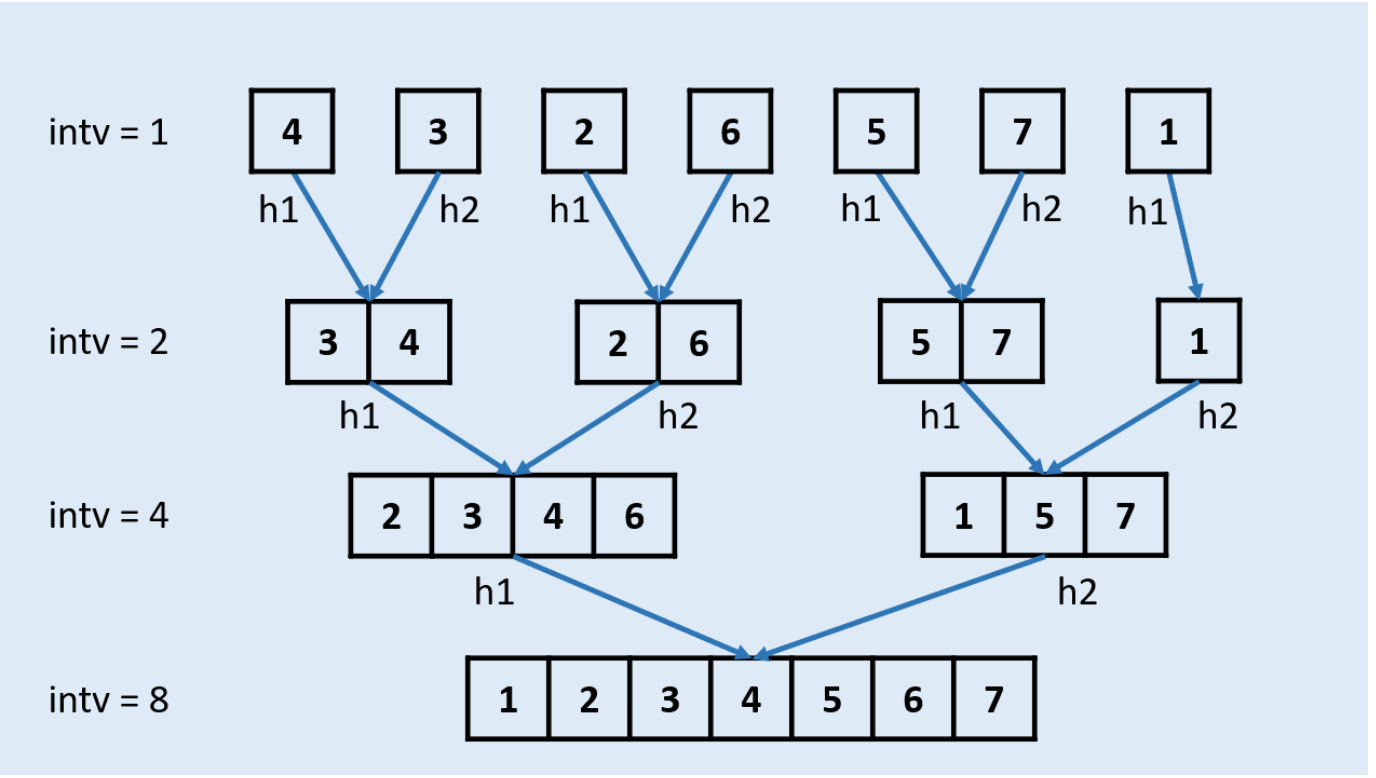 intv = 1 4 3 2 6 5 7 1
h1 h2 h1 h2 h1 h2 h1
intv = 2 3 4 2 6 5 7 1
h1 h2 h1 h2
intv = 4 2 3 4 6 1 5 7
h1 h2
intv = 8 1 2 3 4 5 6 7